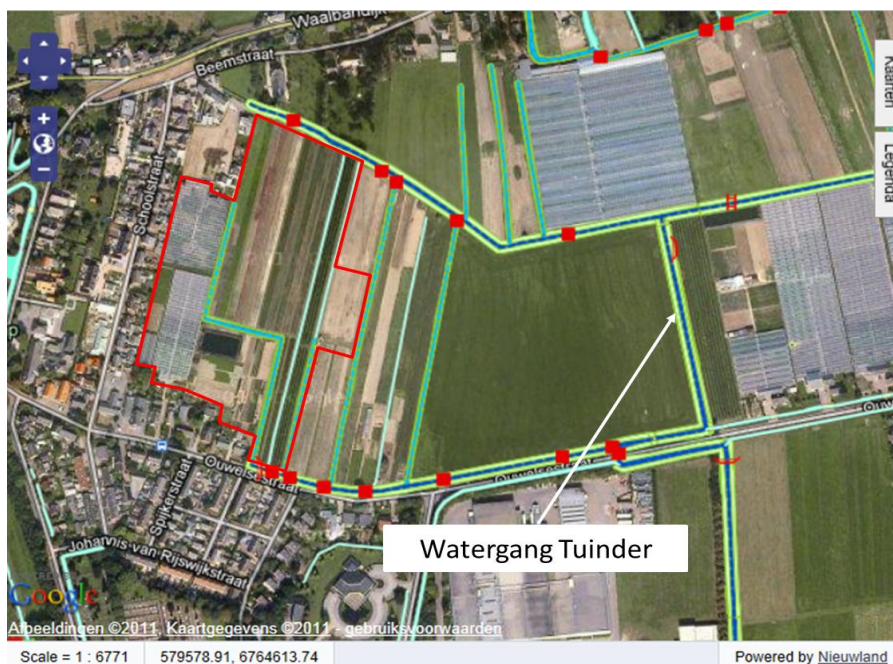 Waalbandijk
Beemstraat
Kaarten
Legenda
Schoolstraat
Ouwelsestraat
Ouwelsestraat
Spijkerstraat
Johannis van Rijswijkstraat
Watergang Tuinder
Google
Afbeeldingen ©2011, Kaartgegevens ©2011 - gebruiksvoorwaarden
Scale = 1 : 6771
579578.91, 6764613.74
Powered by Nieuwland